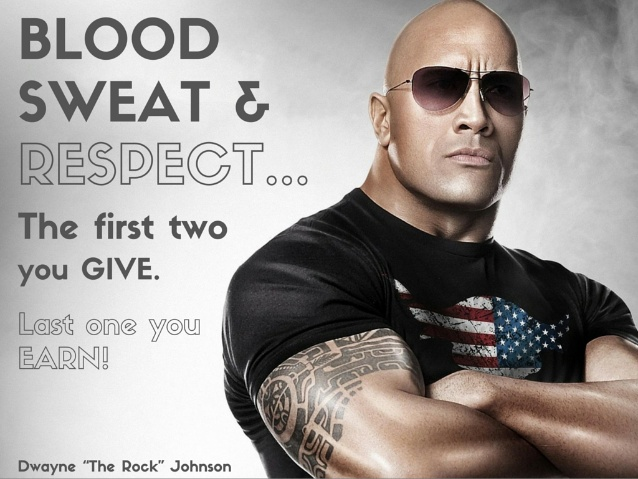 BLOOD
SWEAT &
RESPECT...
The first two
you GIVE.
Last one you
EARN!
Dwayne "The Rock" Johnson